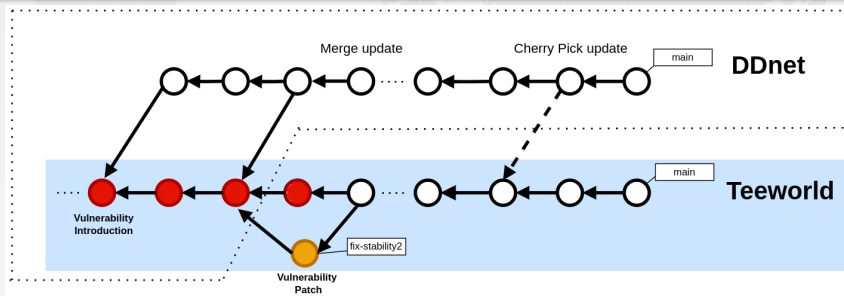 Merge update
Cherry Pick update
main
DDnet
main
Teeworld
Vulnerability
Introduction
fix-stability2
Vulnerability
Patch